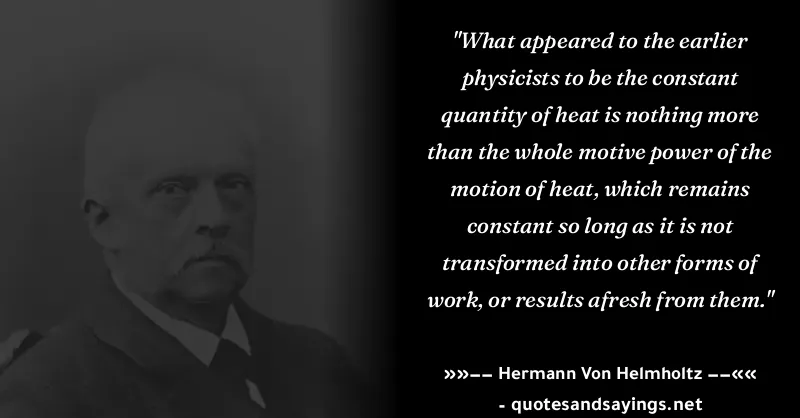 "What appeared to the earlier
physicists to be the constant
quantity of heat is nothing more
than the whole motive power of the
motion of heat, which remains
constant so long as it is not
transformed into other forms of
work, or results afresh from them."
»»−− Hermann Von Helmholtz −−««
- quotesandsayings.net